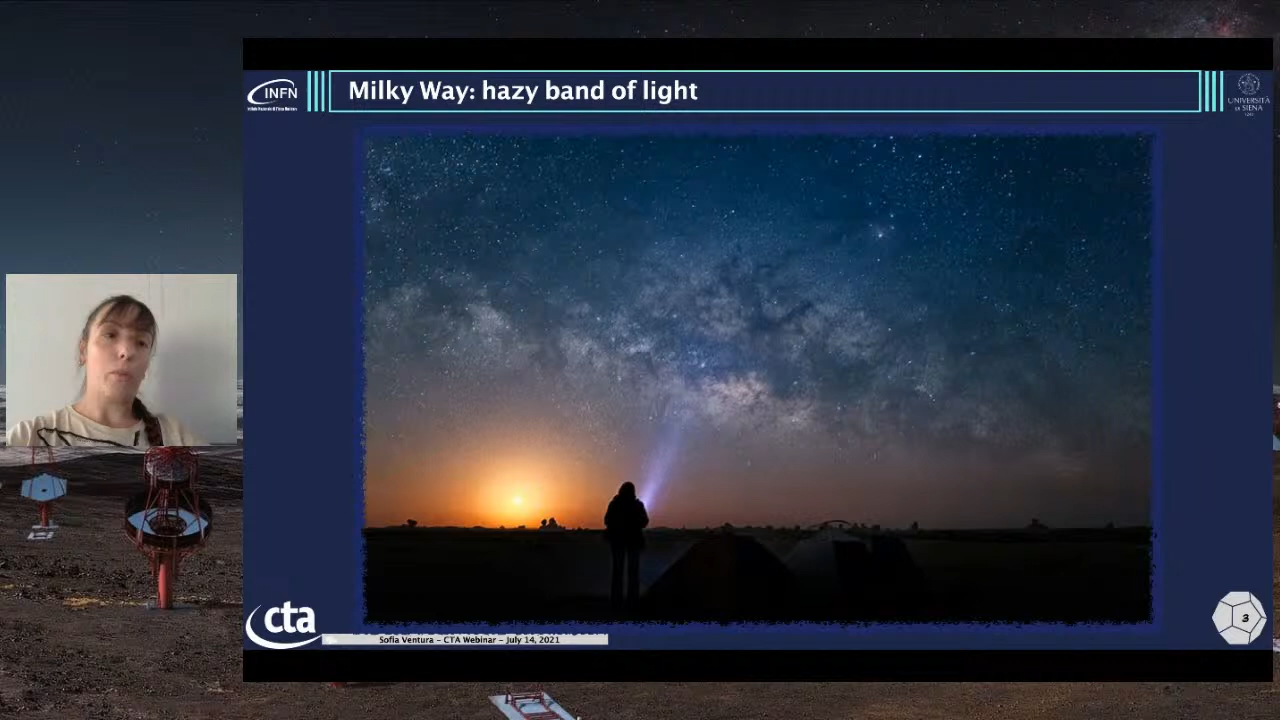 INFN
Milky Way: hazy band of light
UNIVERSITÀ
DI SIENA
1240
cta
Sofia Ventura – CTA Webinar – July 14, 2021
3